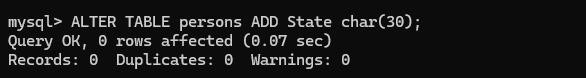 mysql> ALTER TABLE persons ADD State char(30);
Query OK, 0 rows affected (0.07 sec)
Records: 0  Duplicates: 0  Warnings: 0